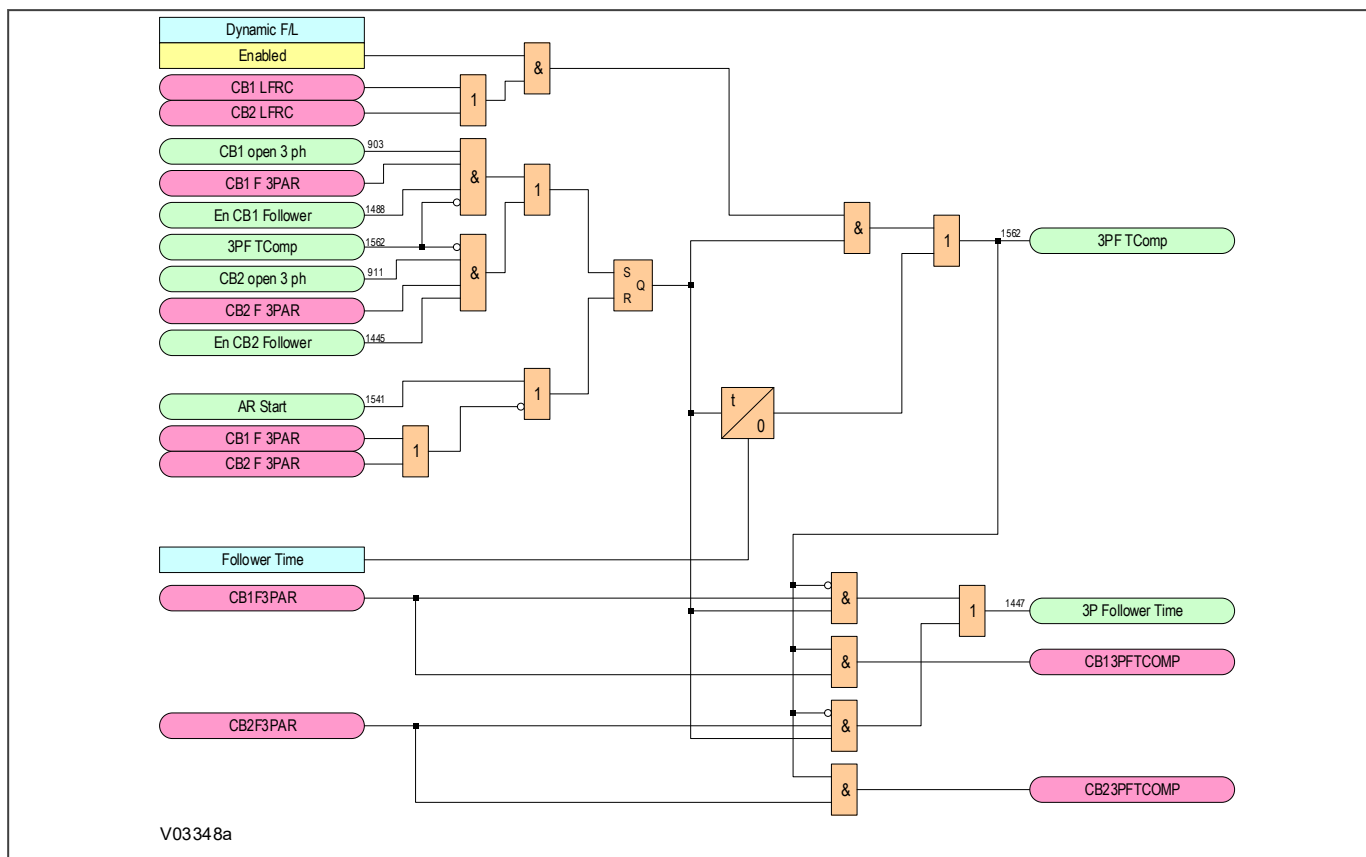 Dynamic F/L
Enabled
&
CB1 LFRC
CB2 LFRC
1
CB1 open 3 ph
903
CB1 F 3PAR
&
1
En CB1 Follower
1488
&
1
3PF TComp
1562
1562
3PF TComp
CB2 open 3 ph
911
&
S
Q
R
CB2 F 3PAR
En CB2 Follower
1445
AR Start
1541
1
t
0
CB1 F 3PAR
CB2 F 3PAR
1
Follower Time
CB1F3PAR
&
1
1447
3P Follower Time
&
CB13PFTCOMP
CB2F3PAR
&
&
CB23PFTCOMP
V03348a